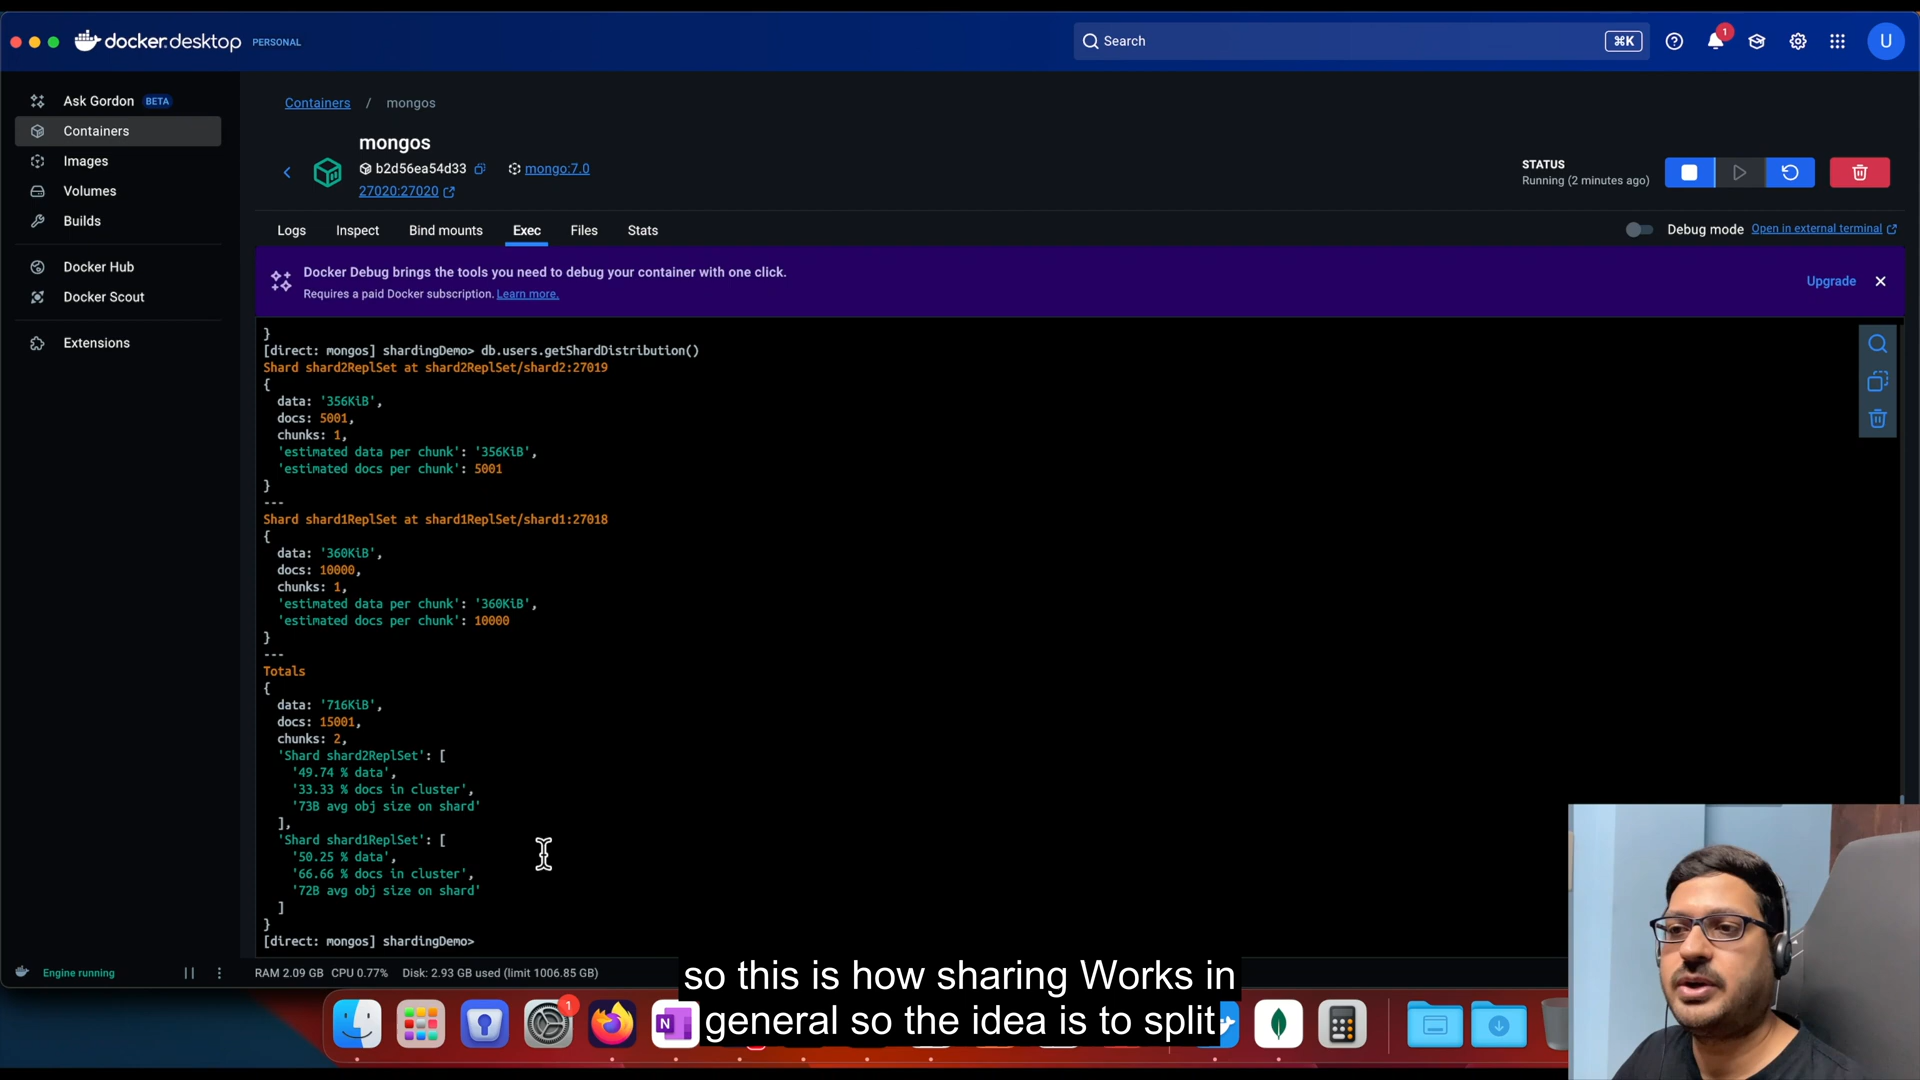 docker.desktop PERSONAL
Search
⌘K
1
U
Ask Gordon BETA
Containers
Images
Volumes
Builds
Docker Hub
Docker Scout
Extensions
Containers / mongos
mongos
b2d56ea54d33 mongo:7.0
27020:27020
STATUS
Running (2 minutes ago)
Logs Inspect Bind mounts Exec Files Stats
Debug mode Open in external terminal
Docker Debug brings the tools you need to debug your container with one click.
Requires a paid Docker subscription. Learn more.
Upgrade
}
[direct: mongos] shardingDemo> db.users.getShardDistribution()
Shard shard2ReplSet at shard2ReplSet/shard2:27019
{
data: '356KiB',
docs: 5001,
chunks: 1,
'estimated data per chunk': '356KiB',
'estimated docs per chunk': 5001
}
---
Shard shard1ReplSet at shard1ReplSet/shard1:27018
{
data: '360KiB',
docs: 10000,
chunks: 1,
'estimated data per chunk': '360KiB',
'estimated docs per chunk': 10000
}
---
Totals
{
data: '716KiB',
docs: 15001,
chunks: 2,
'Shard shard2ReplSet': [
'49.74 % data',
'33.33 % docs in cluster',
'73B avg obj size on shard'
],
'Shard shard1ReplSet': [
'50.25 % data',
'66.66 % docs in cluster',
'72B avg obj size on shard'
]
}
[direct: mongos] shardingDemo>
Engine running
RAM 2.09 GB CPU 0.77% Disk: 2.93 GB used (limit 1006.85 GB)
so this is how sharing Works in
general so the idea is to split
1
N